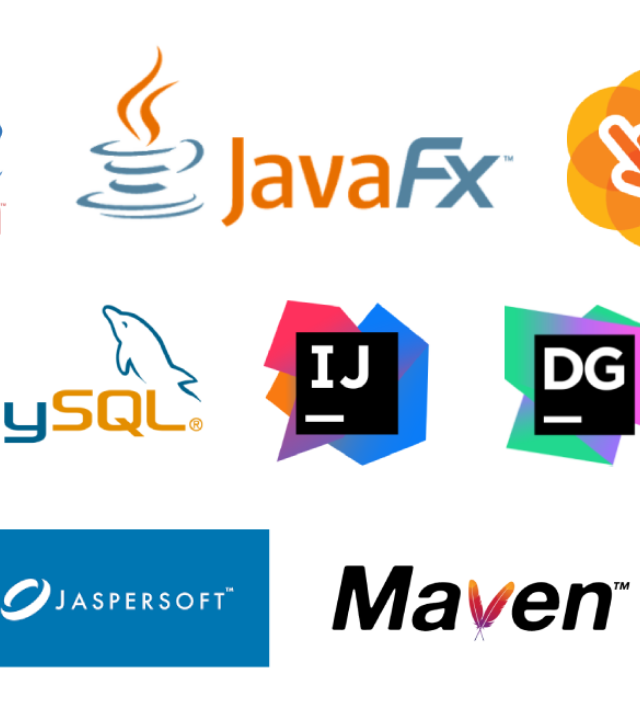 JavaFx™
ySQL®
IJ
DG
JASPERSOFT™
Maven™